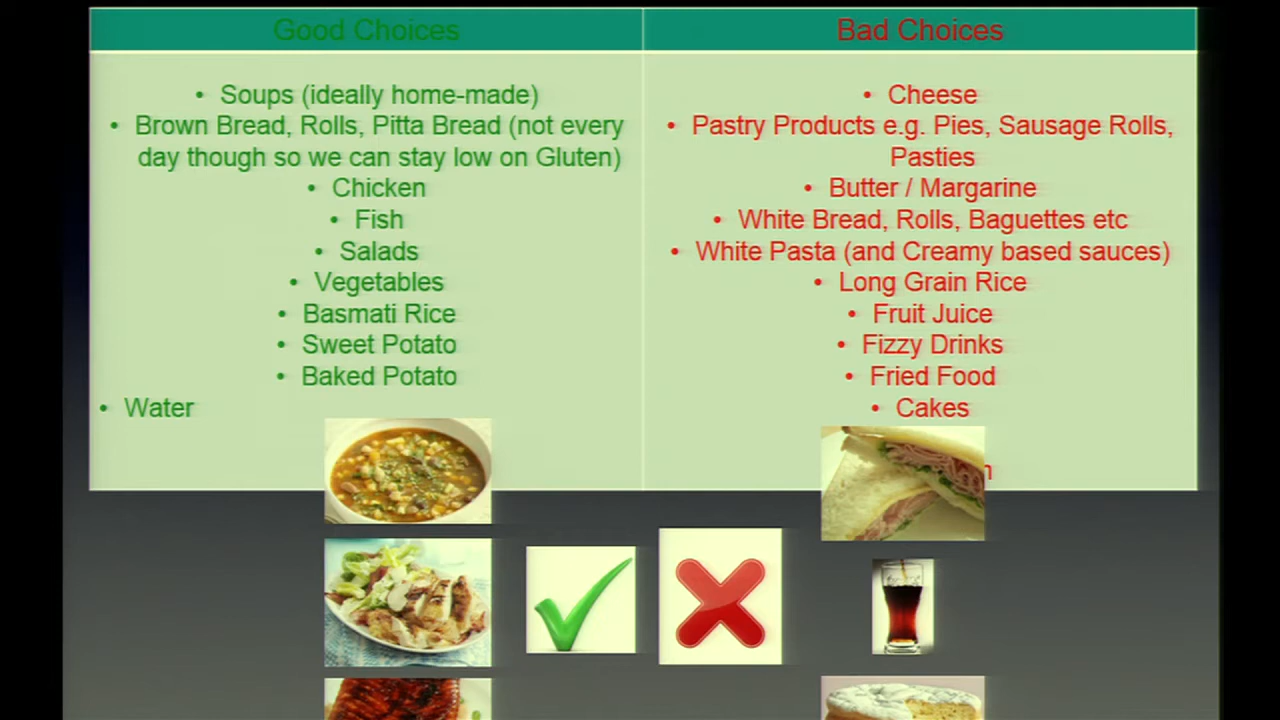 Good Choices
Bad Choices
• Soups (ideally home-made)
• Brown Bread, Rolls, Pitta Bread (not every
day though so we can stay low on Gluten)
• Chicken
• Fish
• Salads
• Vegetables
• Basmati Rice
• Sweet Potato
• Baked Potato
• Water
• Cheese
• Pastry Products e.g. Pies, Sausage Rolls,
Pasties
• Butter / Margarine
• White Bread, Rolls, Baguettes etc
• White Pasta (and Creamy based sauces)
• Long Grain Rice
• Fruit Juice
• Fizzy Drinks
• Fried Food
• Cakes